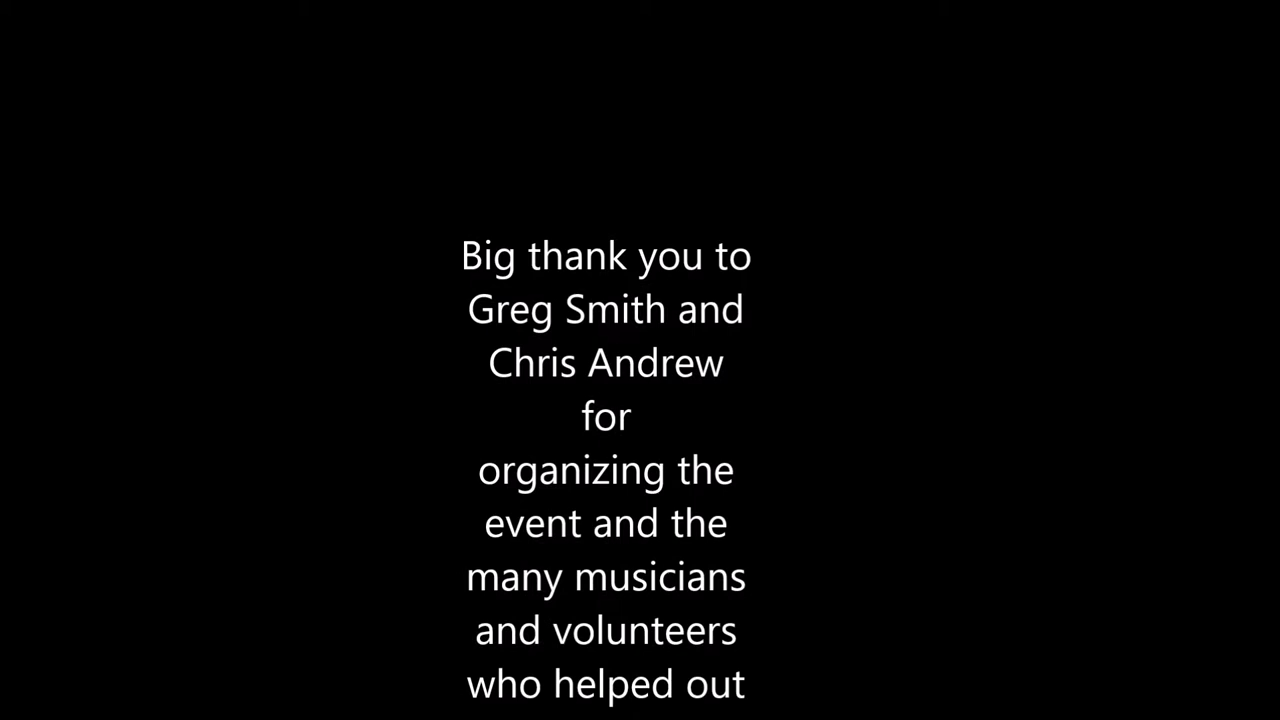 Big thank you to
Greg Smith and
Chris Andrew
for
organizing the
event and the
many musicians
and volunteers
who helped out